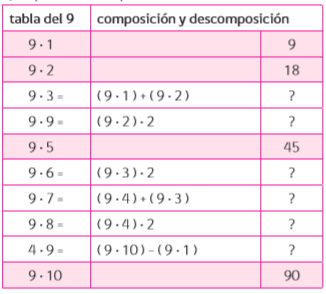 tabla del 9 composición y descomposición
9 · 1 9
9 · 2 18
9 · 3 = ( 9 · 1 ) + ( 9 · 2 ) ?
9 · 9 = ( 9 · 2 ) · 2 ?
9 · 5 45
9 · 6 = ( 9 · 3 ) · 2 ?
9 · 7 = ( 9 · 4 ) + ( 9 · 3 ) ?
9 · 8 = ( 9 · 4 ) · 2 ?
4 · 9 = ( 9 · 10 ) – ( 9 · 1 ) ?
9 · 10 90